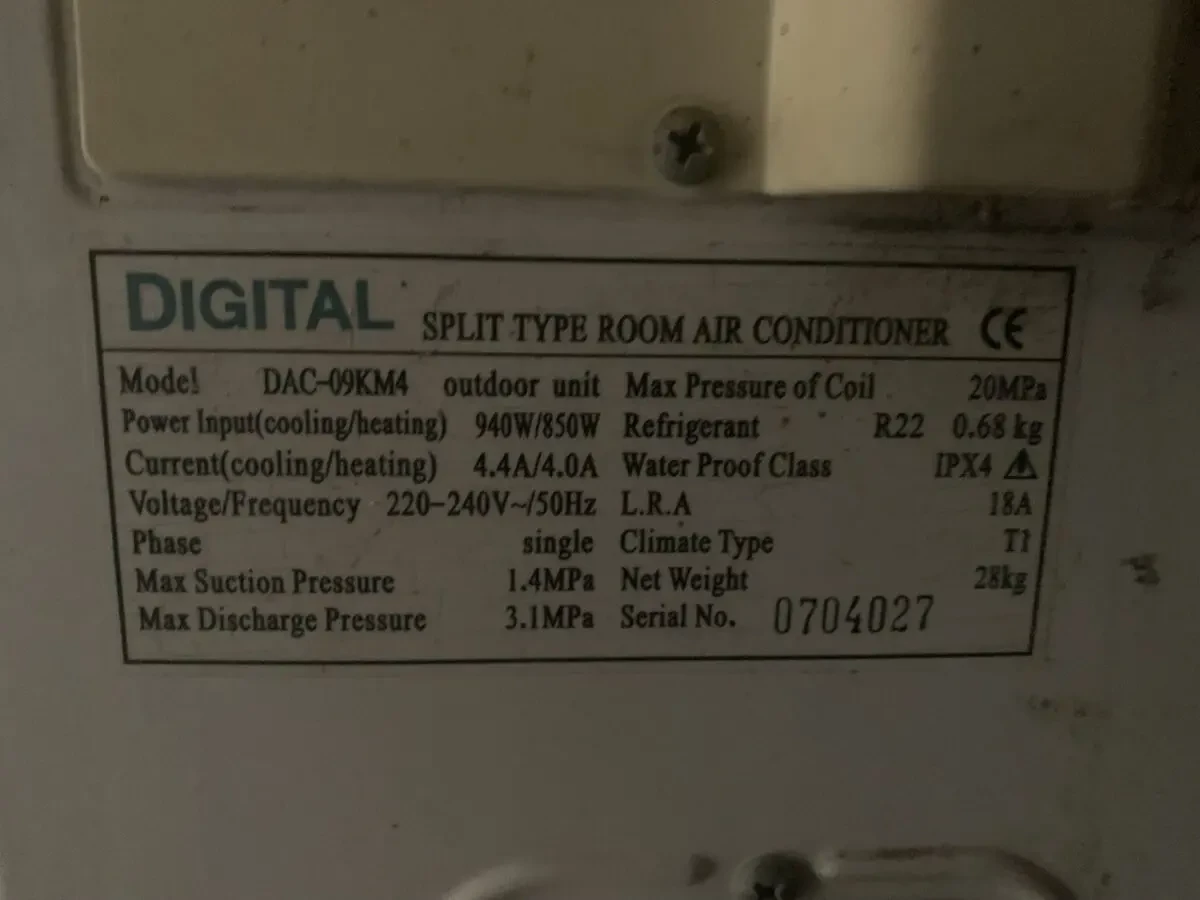 DIGITAL SPLIT TYPE ROOM AIR CONDITIONER CE
Model DAC-09KM4 outdoor unit Max Pressure of Coil 20MPa
Power Input(cooling/heating) 940W/850W Refrigerant R22 0.68 kg
Current(cooling/heating) 4.4A/4.0A Water Proof Class IPX4
Voltage/Frequency 220-240V~/50Hz L.R.A 18A
Phase single Climate Type T1
Max Suction Pressure 1.4MPa Net Weight 28kg
Max Discharge Pressure 3.1MPa Serial No. 0704027